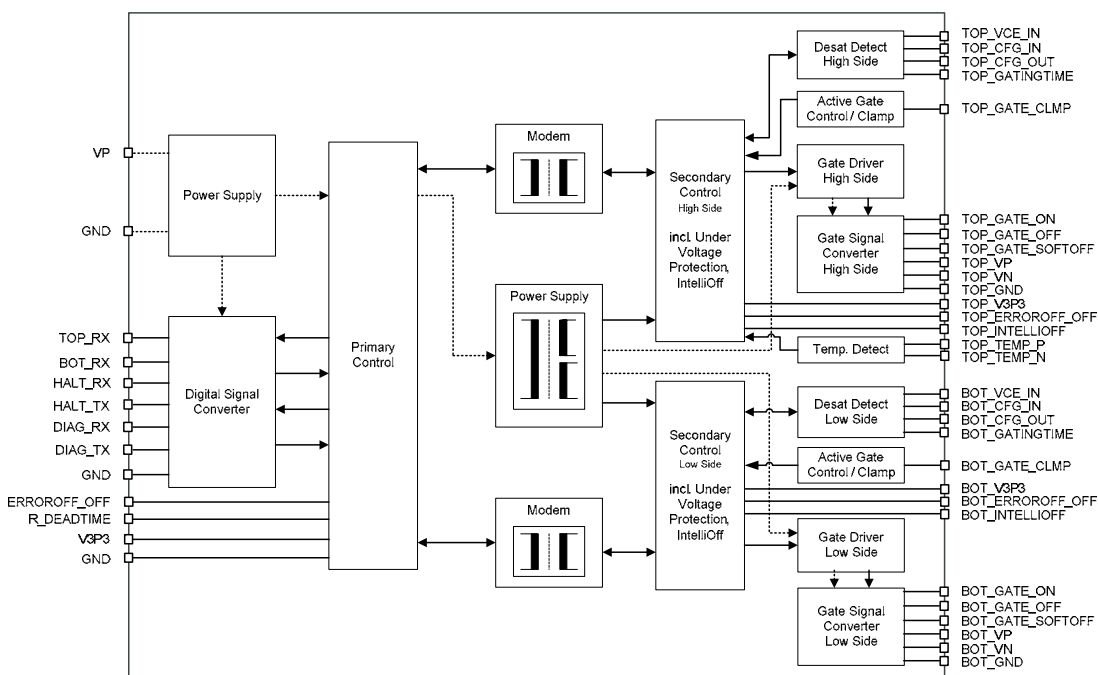 VP
GND
TOP_RX
BOT_RX
HALT_RX
HALT_TX
DIAG_RX
DIAG_TX
GND
ERROROFF_OFF
R_DEADTIME
V3P3
GND
Power Supply
Digital Signal
Converter
Primary
Control
Modem
Power Supply
Modem
Secondary
Control
High Side
incl. Under
Voltage
Protection,
IntelliOff
Secondary
Control
Low Side
incl. Under
Voltage
Protection,
IntelliOff
Desat Detect
High Side
Active Gate
Control / Clamp
Gate Driver
High Side
Gate Signal
Converter
High Side
Temp. Detect
Desat Detect
Low Side
Active Gate
Control / Clamp
Gate Driver
Low Side
Gate Signal
Converter
Low Side
TOP_VCE_IN
TOP_CFG_IN
TOP_CFG_OUT
TOP_GATINGTIME
TOP_GATE_CLMP
TOP_GATE_ON
TOP_GATE_OFF
TOP_GATE_SOFTOFF
TOP_VP
TOP_VN
TOP_GND
TOP_V3P3
TOP_ERROROFF_OFF
TOP_INTELLIOFF
TOP_TEMP_P
TOP_TEMP_N
BOT_VCE_IN
BOT_CFG_IN
BOT_CFG_OUT
BOT_GATINGTIME
BOT_GATE_CLMP
BOT_V3P3
BOT_ERROROFF_OFF
BOT_INTELLIOFF
BOT_GATE_ON
BOT_GATE_OFF
BOT_GATE_SOFTOFF
BOT_VP
BOT_VN
BOT_GND